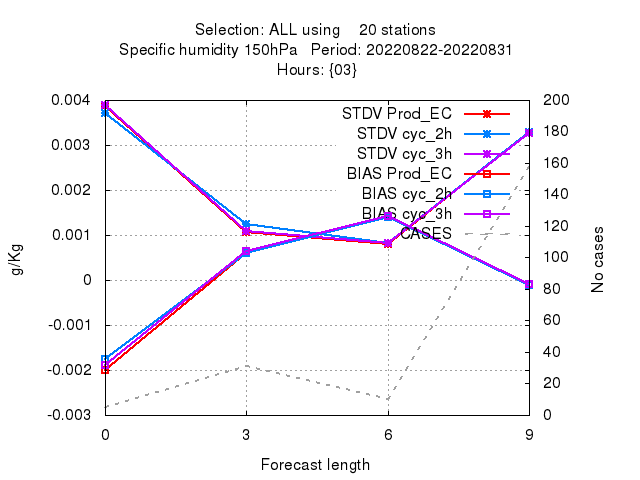 Selection: ALL using    20 stations
Specific humidity 150hPa   Period: 20220822-20220831
Hours: {03}
0.004
0.003
0.002
0.001
0
-0.001
-0.002
-0.003
g/Kg
STDV Prod_EC
STDV cyc_2h
STDV cyc_3h
BIAS Prod_EC
BIAS cyc_2h
BIAS cyc_3h
CASES
200
180
160
140
120
100
80
60
40
20
0
No cases
0 3 6 9
Forecast length